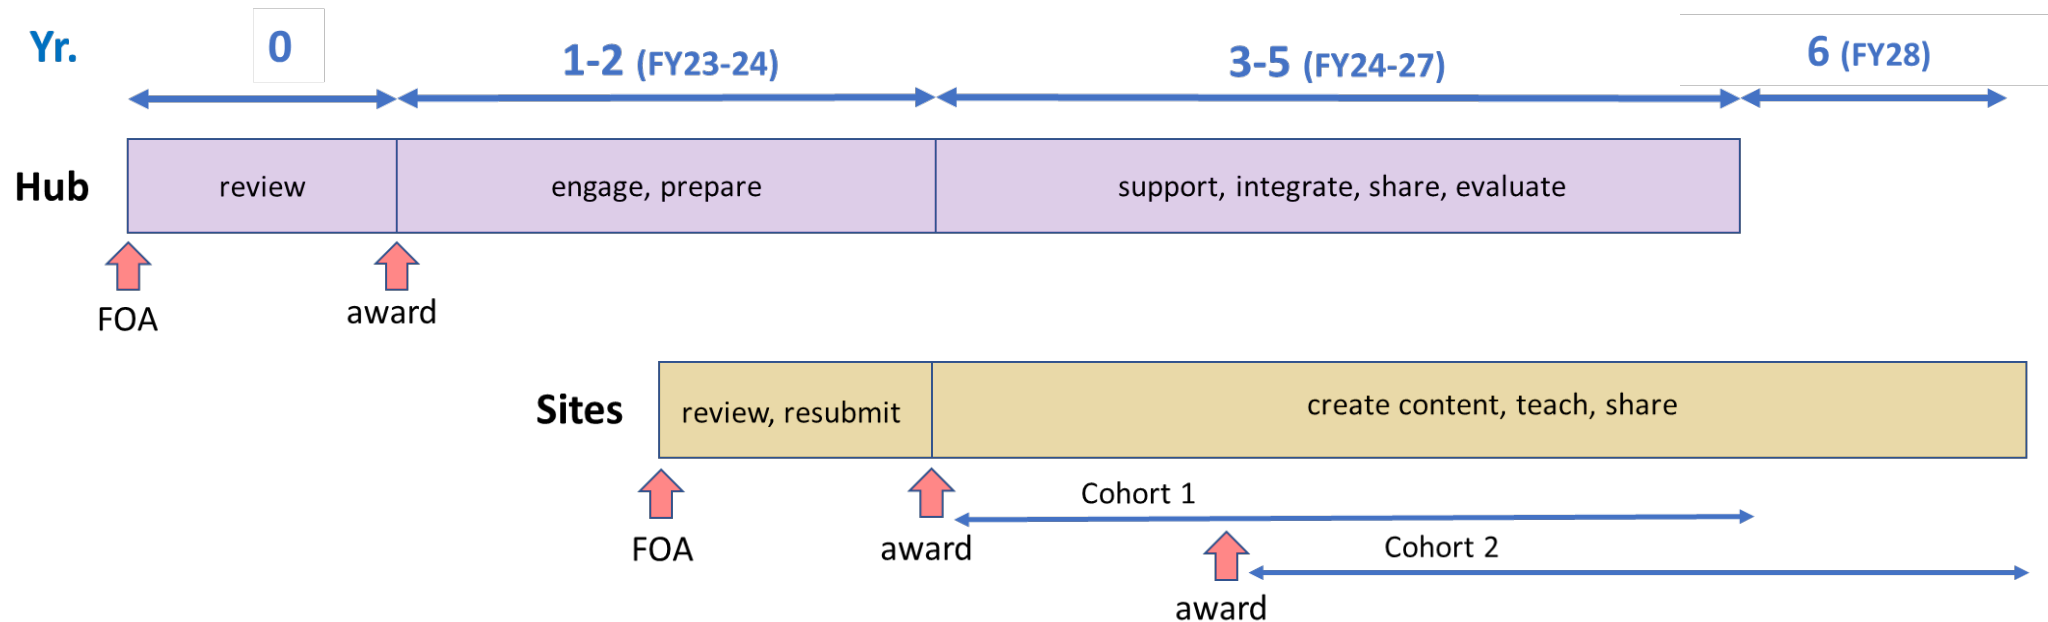 Yr.
0
1-2 (FY23-24)
3-5 (FY24-27)
6 (FY28)
Hub
review
engage, prepare
support, integrate, share, evaluate
FOA
award
Sites
review, resubmit
create content, teach, share
FOA
award
Cohort 1
Cohort 2
award